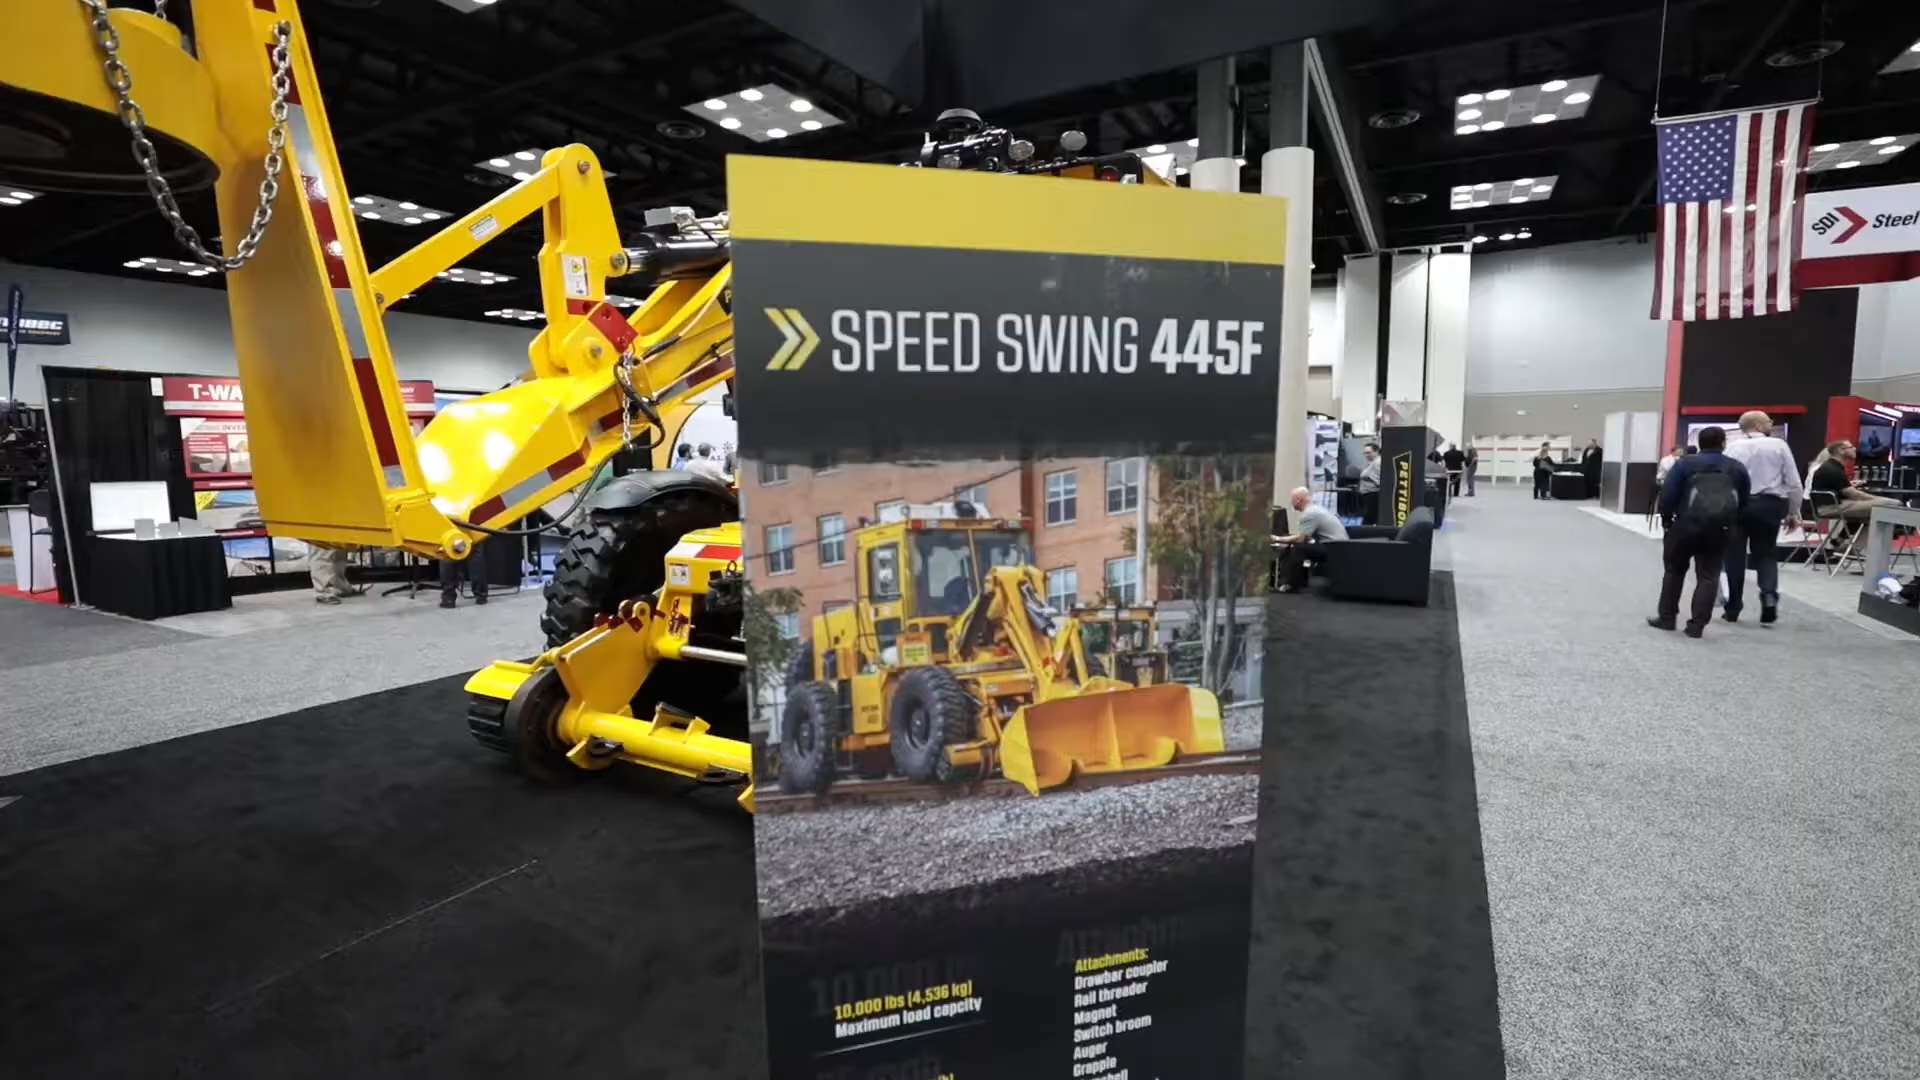 SPEED SWING 445F
10,000 lbs (4,536 kg)
Maximum load capcity
Attachments:
Drawbar coupler
Rail threader
Magnet
Switch broom
Auger
Grapple
T-WA
SDI Steel
PETTIBO